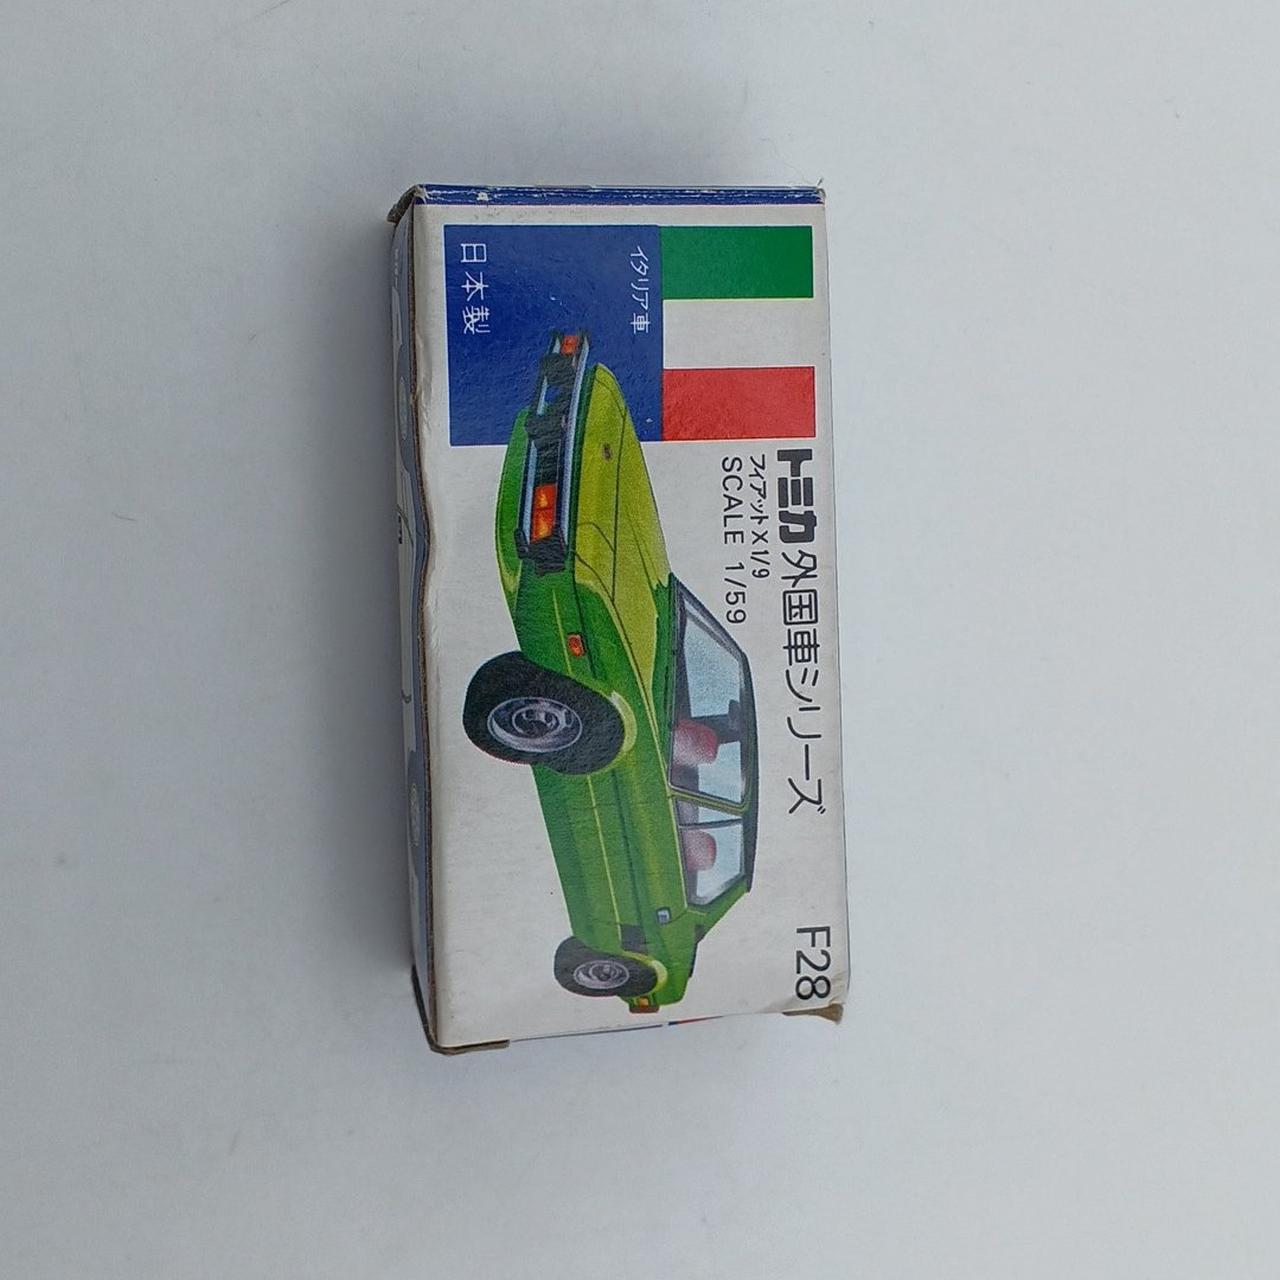 トミカ外国車シリーズ F28
フィアットX1/9
SCALE 1/59
イタリア車
日本製